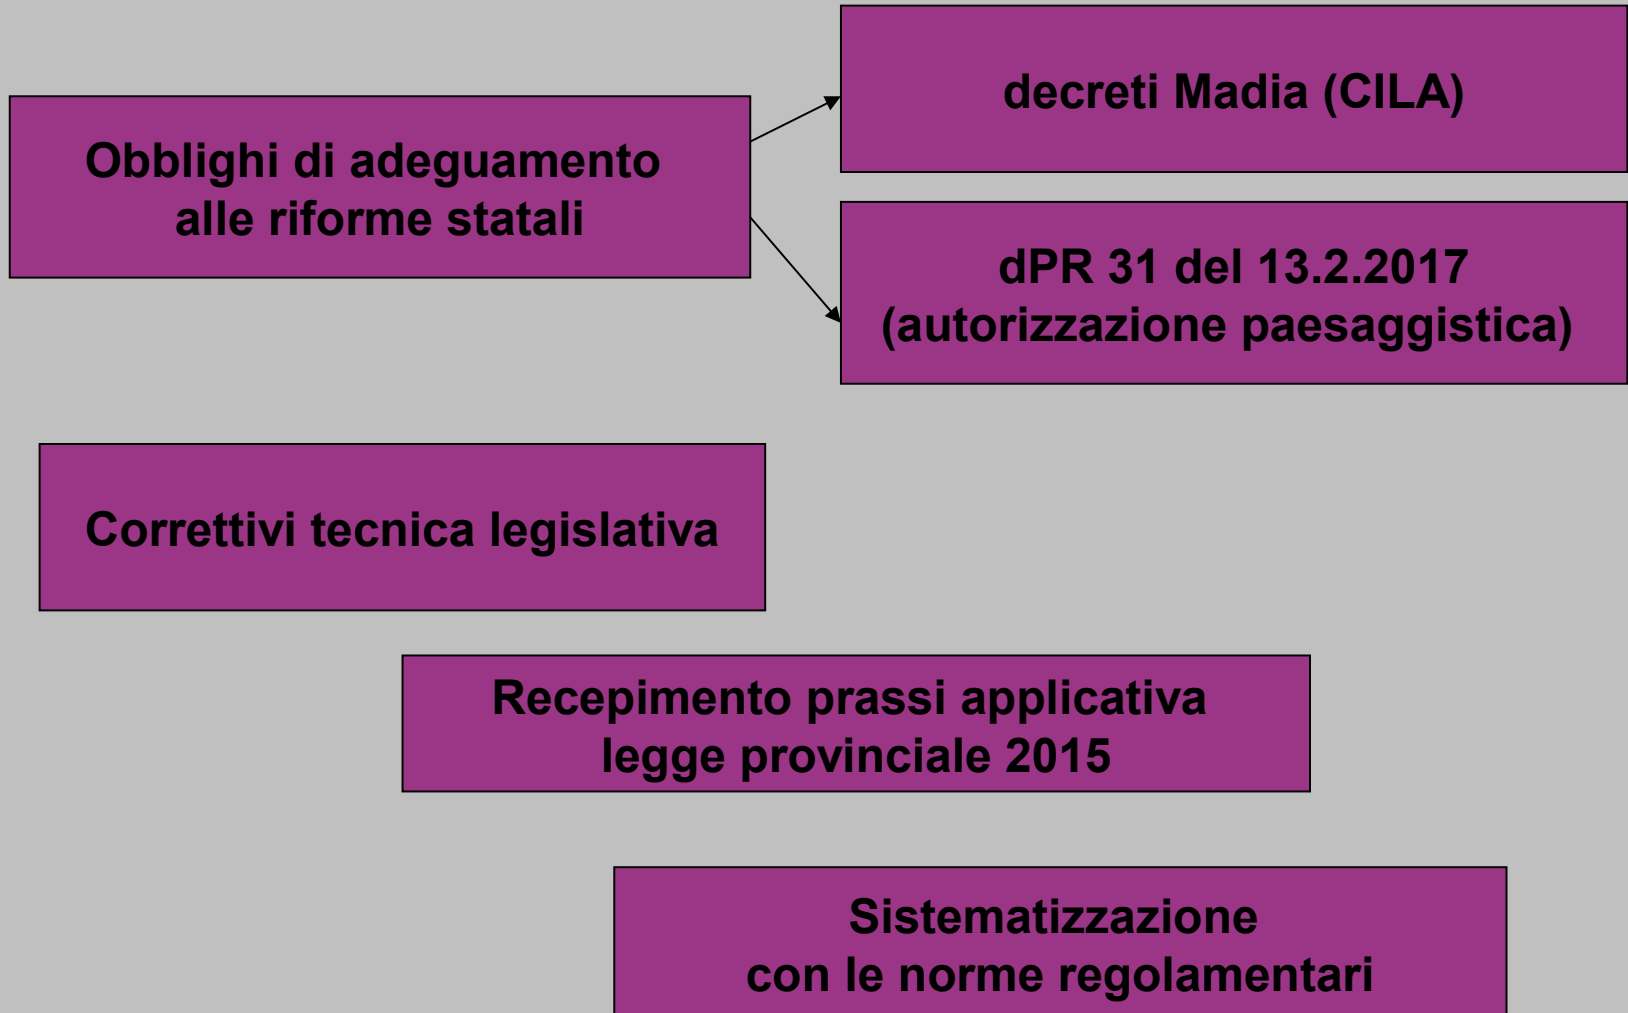 Obblighi di adeguamento
alle riforme statali
decreti Madia (CILA)
dPR 31 del 13.2.2017
(autorizzazione paesaggistica)
Correttivi tecnica legislativa
Recepimento prassi applicativa
legge provinciale 2015
Sistematizzazione
con le norme regolamentari